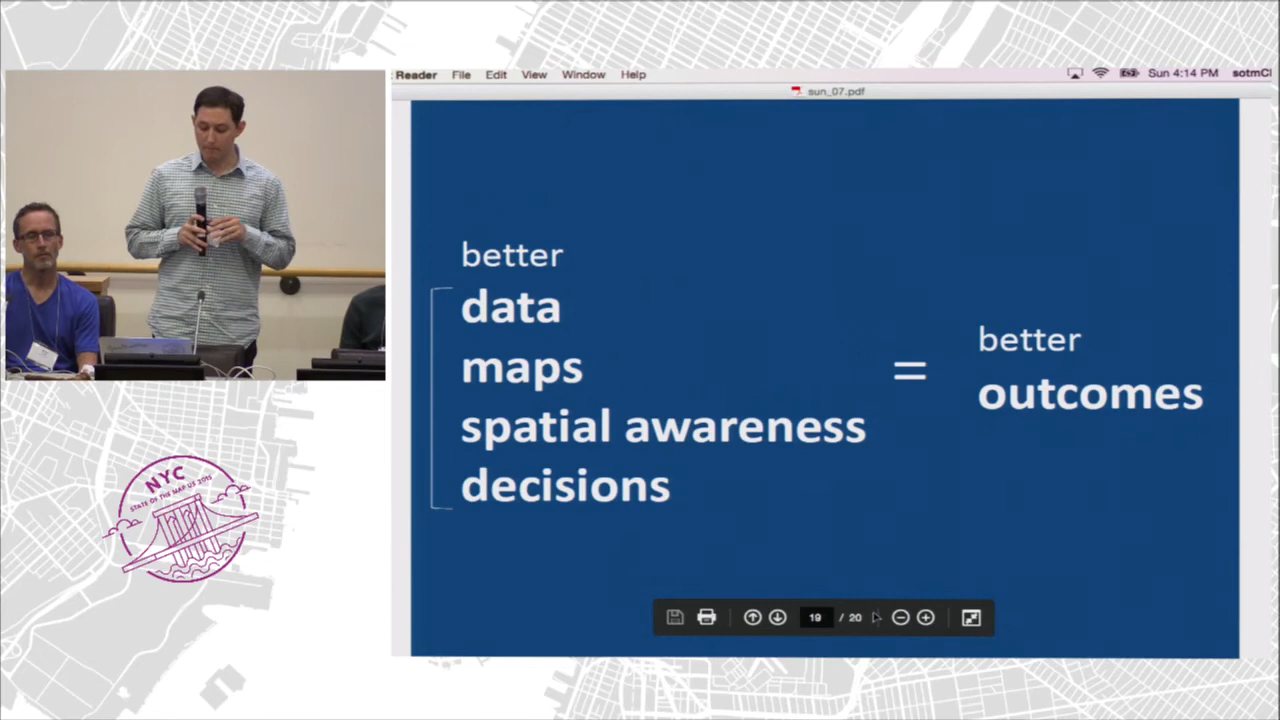 Reader File Edit View Window Help
Sun 4:14 PM sotmCl
sun_07.pdf
better
data
maps
spatial awareness
decisions
=
better
outcomes
19 / 20
NYC
STATE OF THE MAP US 2015